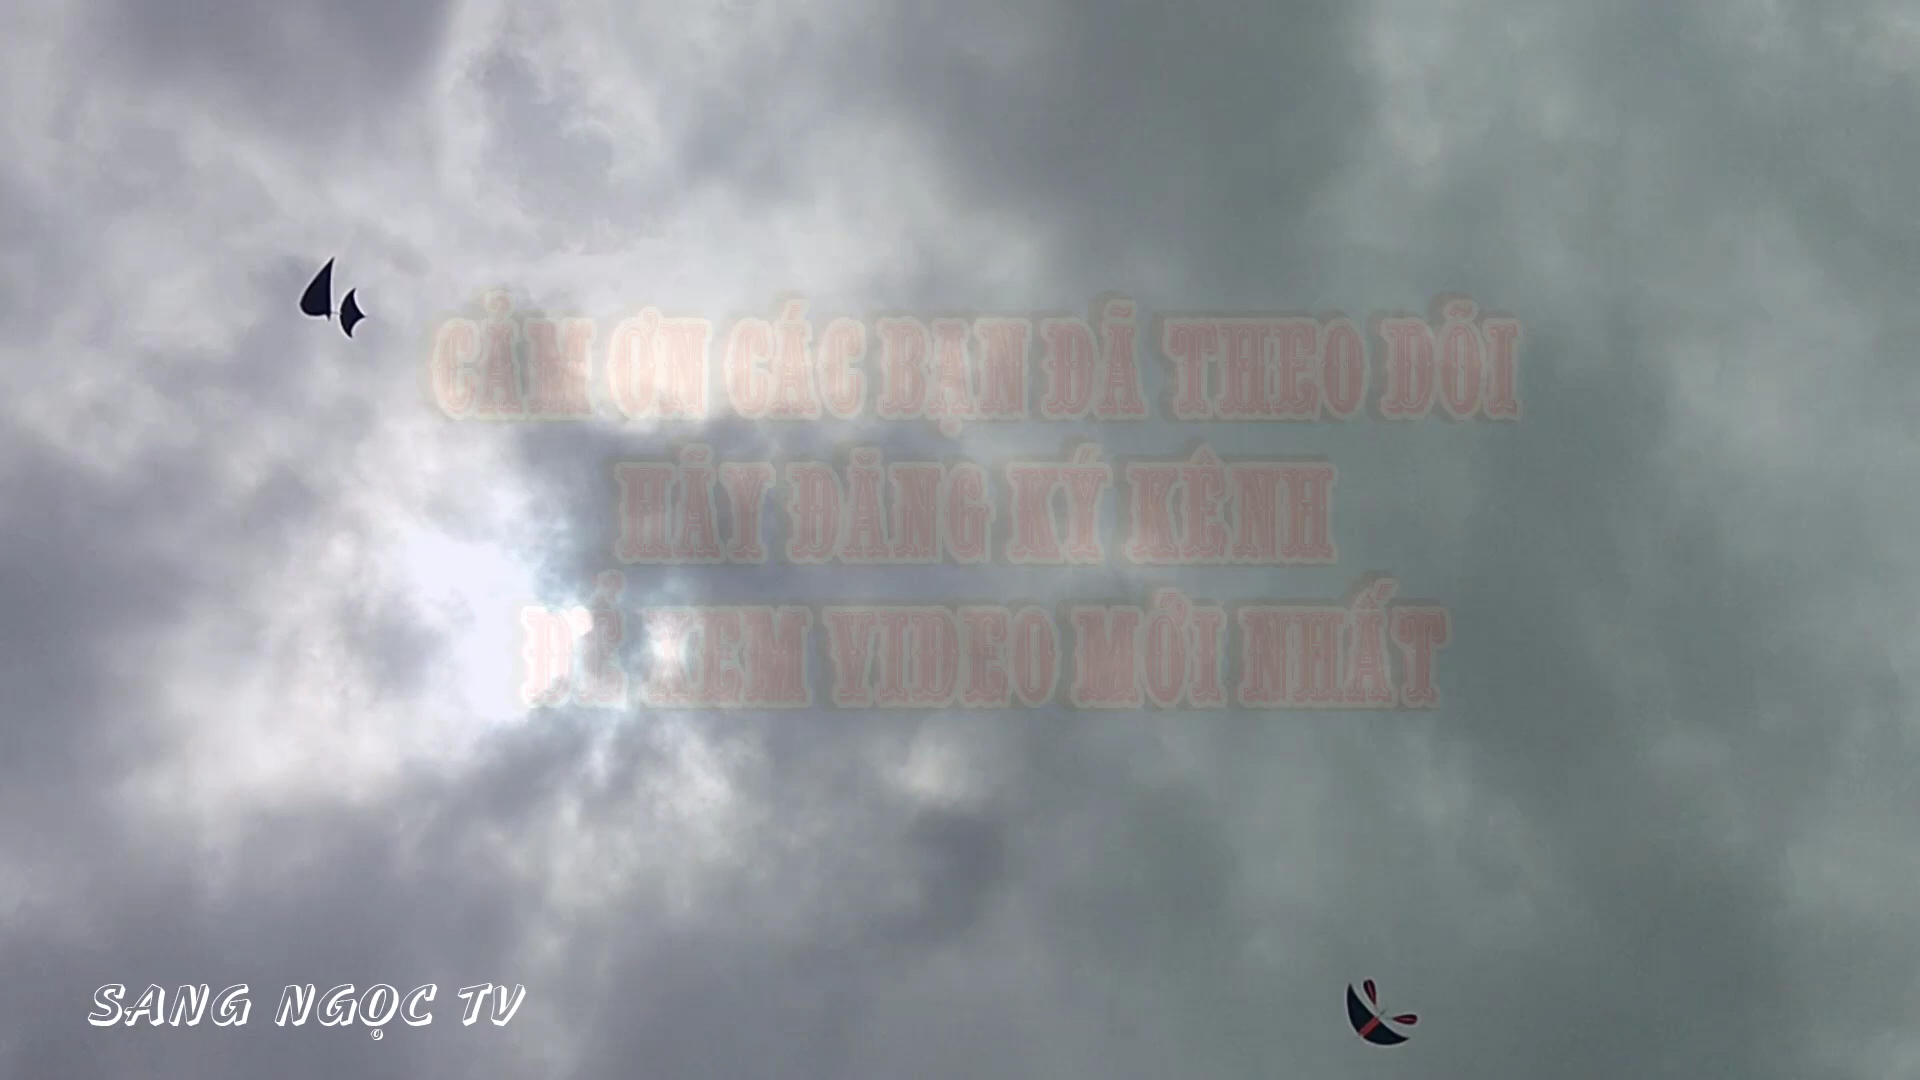 CẢM ƠN CÁC BẠN ĐÃ THEO DÕI
HÃY ĐĂNG KÝ KÊNH
ĐỂ XEM VIDEO MỚI NHẤT
SANG NGỌC TV